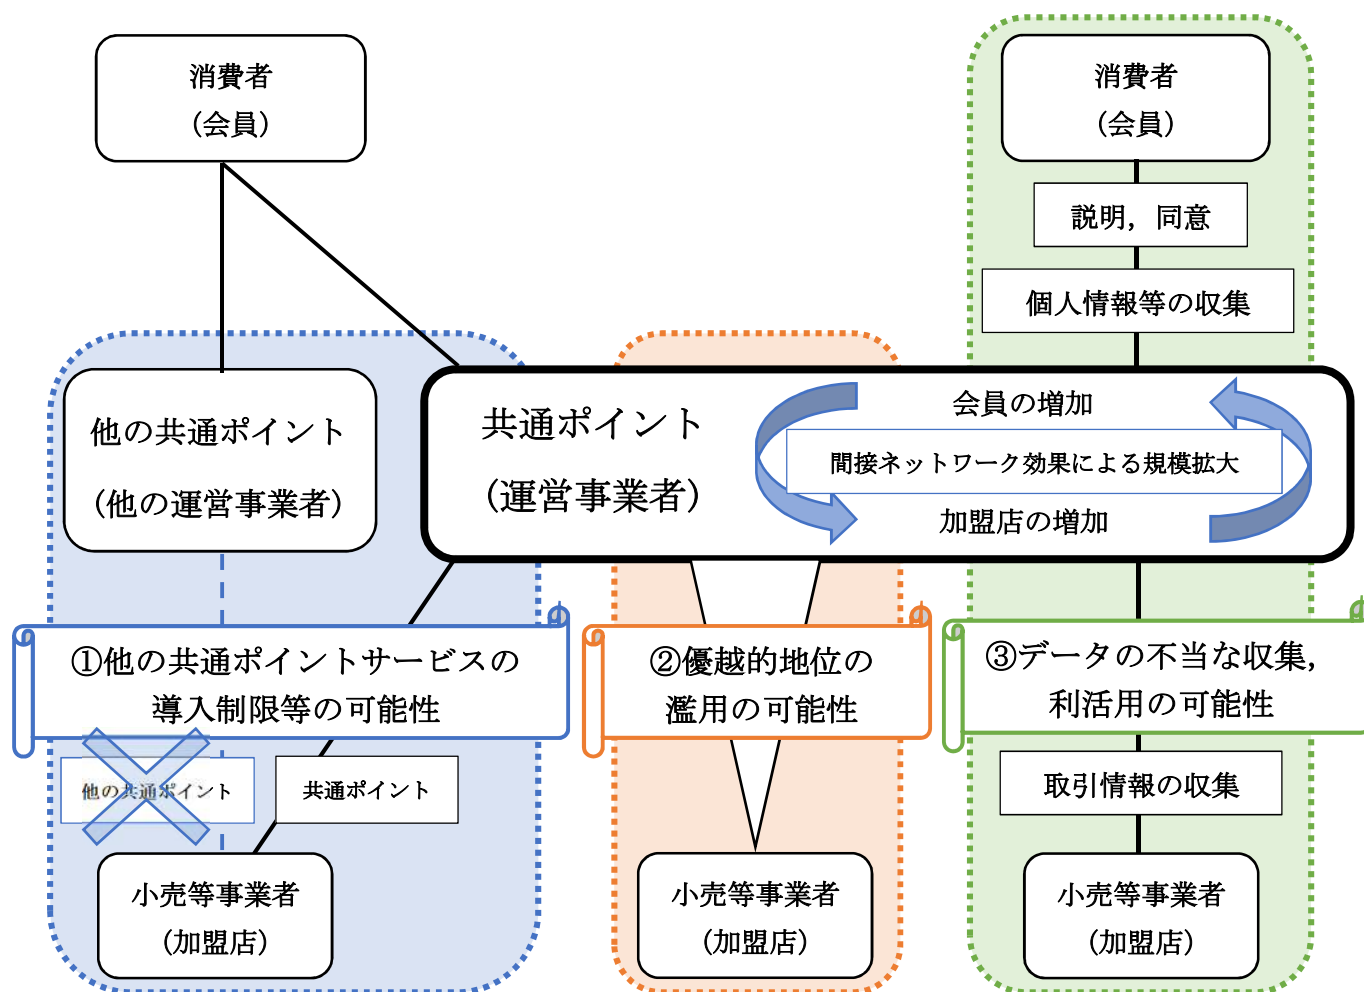 消費者
(会員)
消費者
(会員)
説明，同意
個人情報等の収集
他の共通ポイント
(他の運営事業者)
共通ポイント
(運営事業者)
会員の増加
間接ネットワーク効果による規模拡大
加盟店の増加
①他の共通ポイントサービスの
導入制限等の可能性
②優越的地位の
濫用の可能性
③データの不当な収集，
利活用の可能性
他の共通ポイント
共通ポイント
取引情報の収集
小売等事業者
(加盟店)
小売等事業者
(加盟店)
小売等事業者
(加盟店)